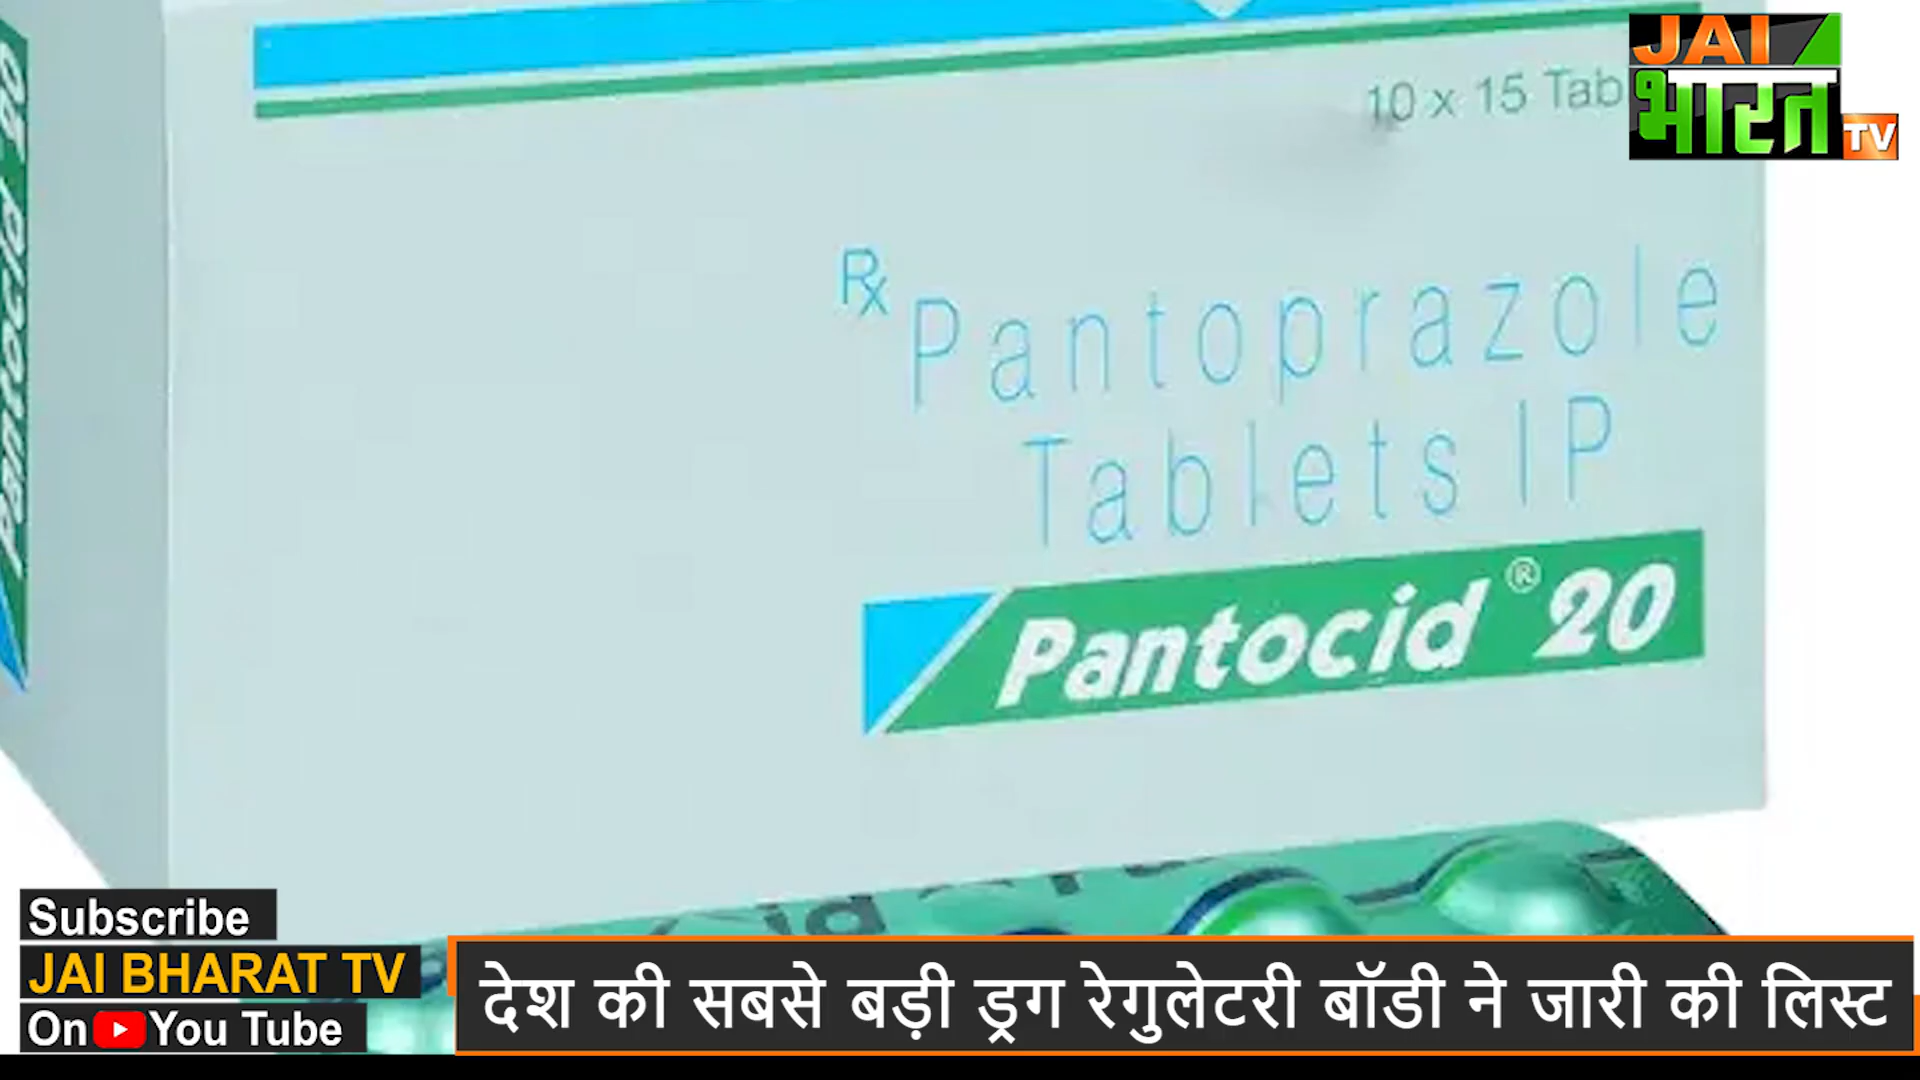 JAI
भारत
TV
10 x 15 Tab
Rx Pantoprazole
Tablets IP
Pantocid® 20
Subscribe
JAI BHARAT TV
On You Tube
देश की सबसे बड़ी ड्रग रेगुलेटरी बॉडी ने जारी की लिस्ट